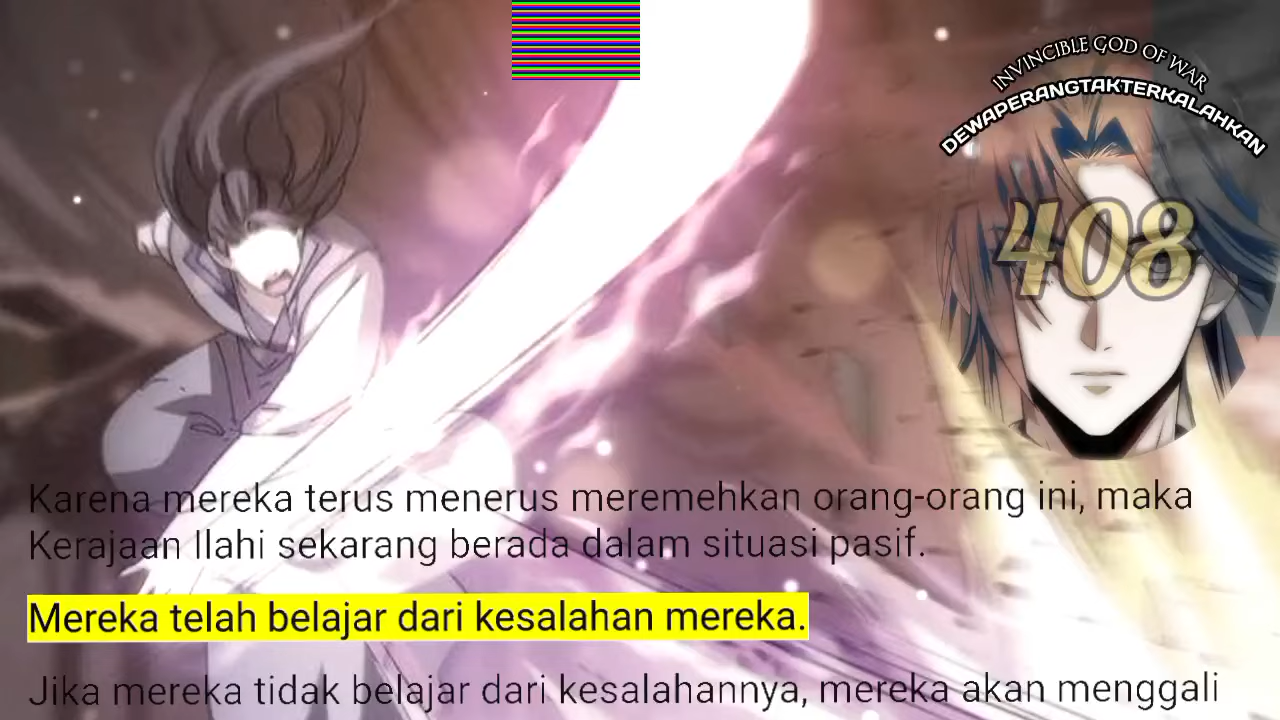 INVINCIBLE GOD OF WAR
DEWAPERANGTAKTERKALAHKAN
408
Karena mereka terus menerus meremehkan orang-orang ini, maka
Kerajaan Ilahi sekarang berada dalam situasi pasif.
Mereka telah belajar dari kesalahan mereka.
Jika mereka tidak belajar dari kesalahannya, mereka akan menggali